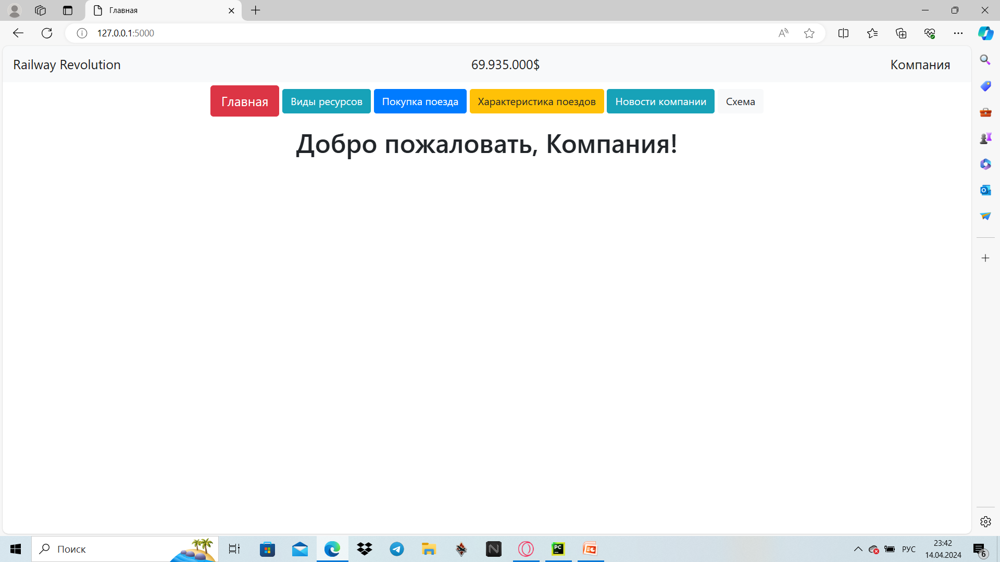 Главная
127.0.0.1:5000
Railway Revolution
69.935.000$
Компания
Главная
Виды ресурсов
Покупка поезда
Характеристика поездов
Новости компании
Схема
Добро пожаловать, Компания!
Поиск
РУС
23:42
14.04.2024
6